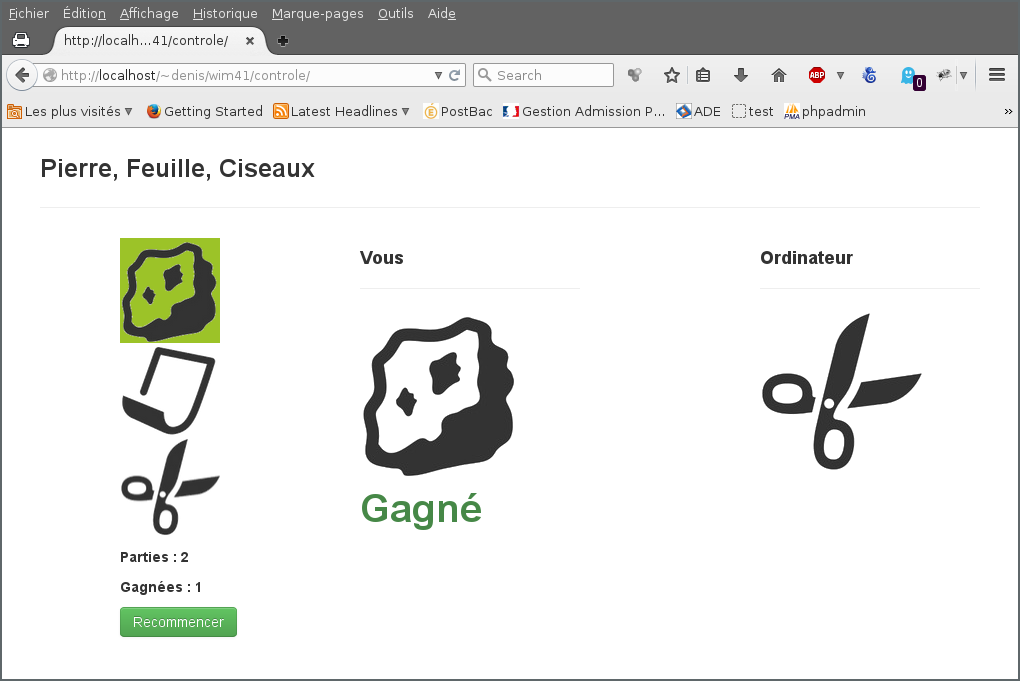 Fichier Édition Affichage Historique Marque-pages Outils Aide
http://localh...41/controle/
http://localhost/~denis/wim41/controle/
Search
ABP
0
Les plus visités Getting Started Latest Headlines PostBac Gestion Admission P... ADE test PMA phpadmin »
Pierre, Feuille, Ciseaux
Vous
Ordinateur
Gagné
Parties : 2
Gagnées : 1
Recommencer